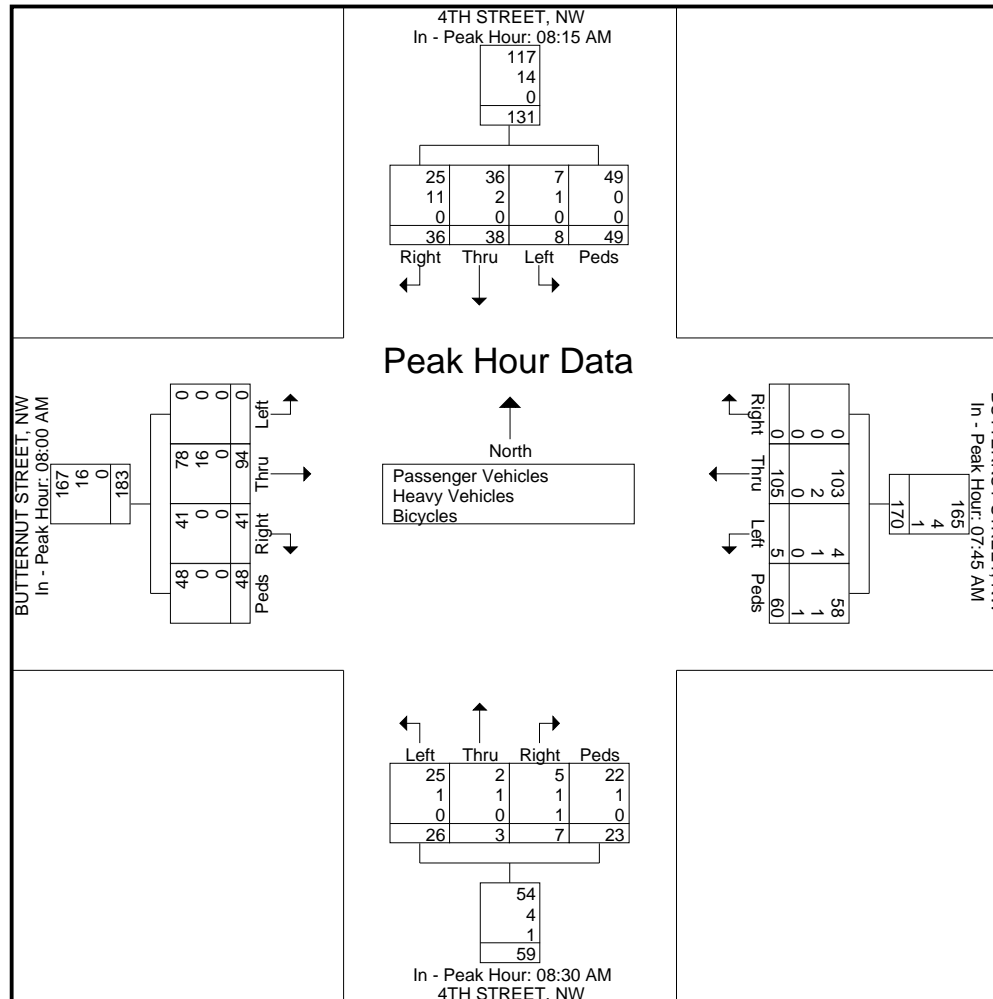 4TH STREET, NW
In - Peak Hour: 08:15 AM
117
14
0
131
25 36 7 49
11 2 1 0
0 0 0 0
36 38 8 49
Right Thru Left Peds
Peak Hour Data
North
Passenger Vehicles
Heavy Vehicles
Bicycles
BUTTERNUT STREET, NW
In - Peak Hour: 08:00 AM
167
16
0
183
0 0 0 0 Left
78 16 0 94 Thru
41 0 0 41 Right
48 0 0 48 Peds
Right 0 0 0 0
Thru 105 0 2 103
Left 5 0 1 4
Peds 60 1 1 58
165
4
1
170
In - Peak Hour: 07:45 AM
Left Thru Right Peds
25 2 5 22
1 1 1 1
0 0 1 0
26 3 7 23
54
4
1
59
In - Peak Hour: 08:30 AM
4TH STREET, NW